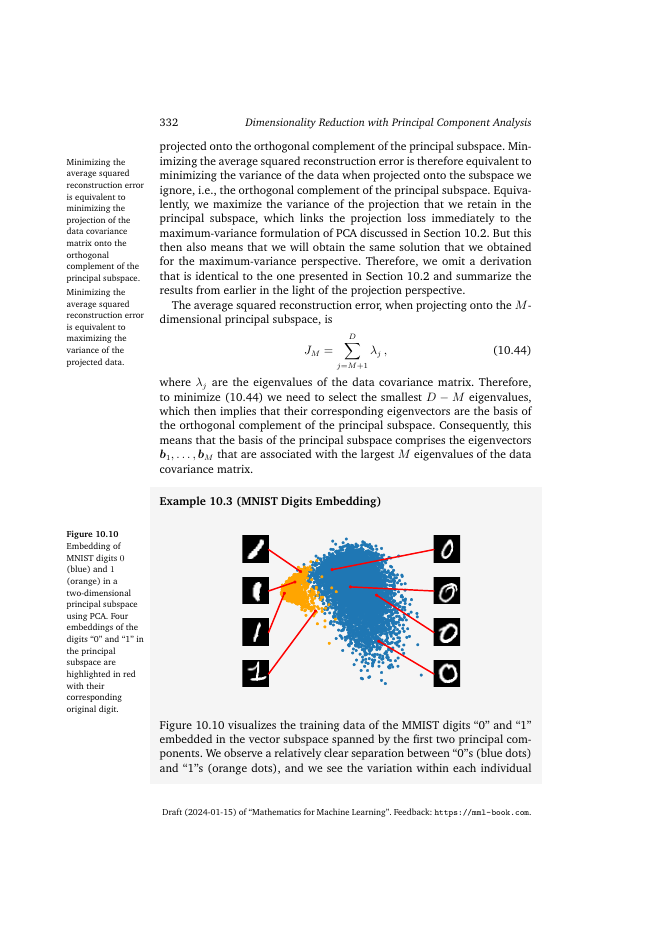 332 Dimensionality Reduction with Principal Component Analysis
projected onto the orthogonal complement of the principal subspace. Min-
imizing the average squared reconstruction error is therefore equivalent to
minimizing the variance of the data when projected onto the subspace we
ignore, i.e., the orthogonal complement of the principal subspace. Equiva-
lently, we maximize the variance of the projection that we retain in the
principal subspace, which links the projection loss immediately to the
maximum-variance formulation of PCA discussed in Section 10.2. But this
then also means that we will obtain the same solution that we obtained
for the maximum-variance perspective. Therefore, we omit a derivation
that is identical to the one presented in Section 10.2 and summarize the
results from earlier in the light of the projection perspective.
Minimizing the
average squared
reconstruction error
is equivalent to
minimizing the
projection of the
data covariance
matrix onto the
orthogonal
complement of the
principal subspace.
Minimizing the
average squared
reconstruction error
is equivalent to
maximizing the
variance of the
projected data.
The average squared reconstruction error, when projecting onto the M-
dimensional principal subspace, is
J_M = \sum_{j=M+1}^{D} λ_j , (10.44)
where λ_j are the eigenvalues of the data covariance matrix. Therefore,
to minimize (10.44) we need to select the smallest D − M eigenvalues,
which then implies that their corresponding eigenvectors are the basis of
the orthogonal complement of the principal subspace. Consequently, this
means that the basis of the principal subspace comprises the eigenvectors
b_1, . . . , b_M that are associated with the largest M eigenvalues of the data
covariance matrix.
Example 10.3 (MNIST Digits Embedding)
Figure 10.10
Embedding of
MNIST digits 0
(blue) and 1
(orange) in a
two-dimensional
principal subspace
using PCA. Four
embeddings of the
digits “0” and “1” in
the principal
subspace are
highlighted in red
with their
corresponding
original digit.
1 0
1 0
1 0
1 0
Figure 10.10 visualizes the training data of the MMIST digits “0” and “1”
embedded in the vector subspace spanned by the first two principal com-
ponents. We observe a relatively clear separation between “0”s (blue dots)
and “1”s (orange dots), and we see the variation within each individual
Draft (2024-01-15) of “Mathematics for Machine Learning”. Feedback: https://mml-book.com.